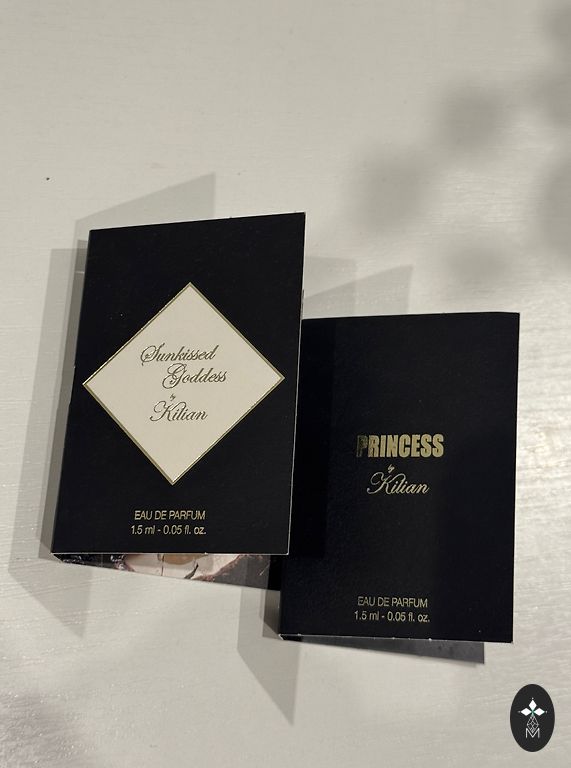 Sunkissed
Goddess
by
Kilian
EAU DE PARFUM
1.5 ml - 0.05 fl. oz.
PRINCESS
by
Kilian
EAU DE PARFUM
1.5 ml - 0.05 fl. oz.
M